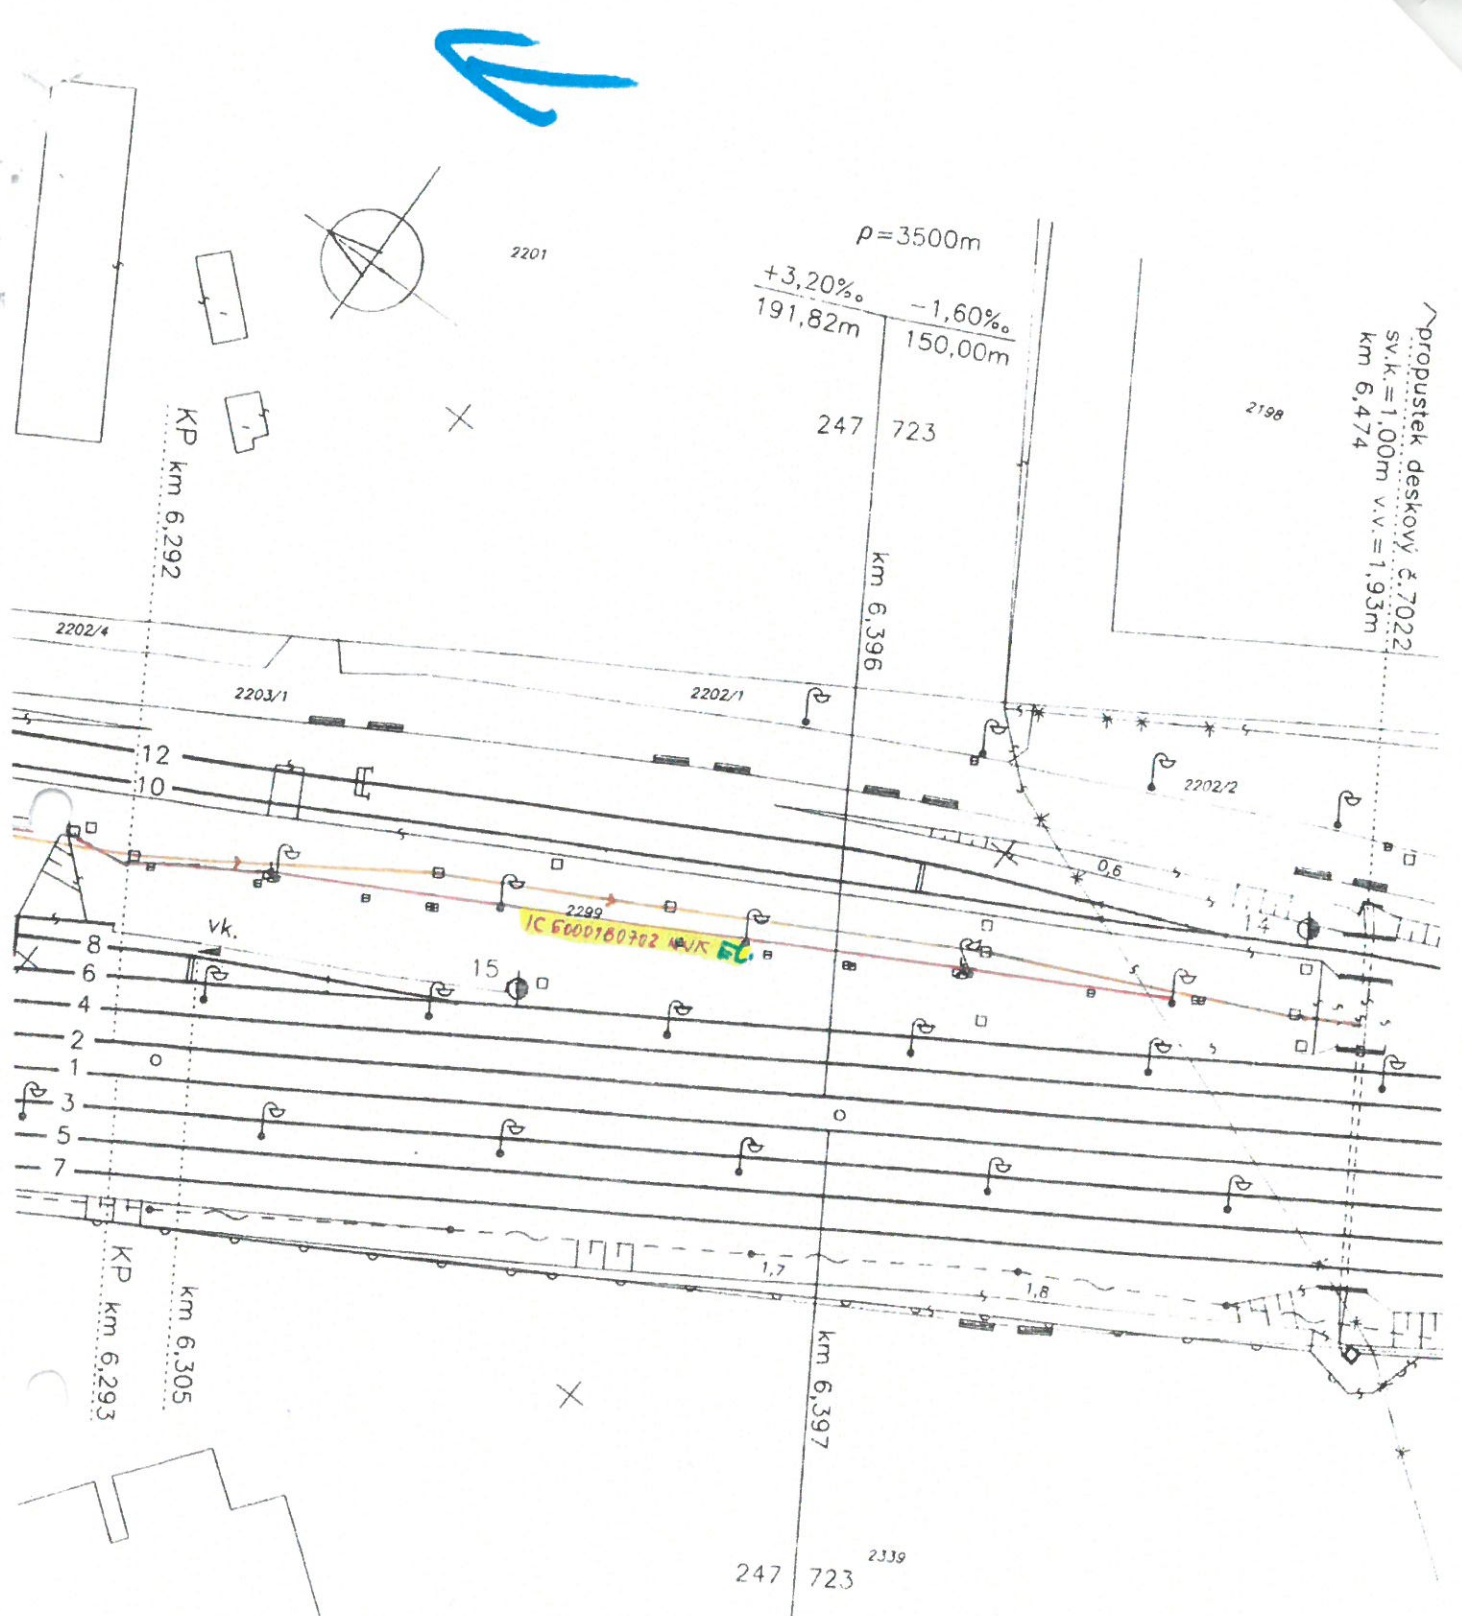 2201
ρ=3500m
+3,20‰
191,82m
-1,60‰
150,00m
247 723
2198
propustek deskový č.7022
sv.k.=1,00m v.v.=1,93m
km 6,474
KP km 6,292
km 6,396
2202/4
2203/1
2202/1
2202/2
12
10
0,6
14
2299
IC 6000180702
vk.
15
8
6
4
2
1
3
5
7
1,7
1,8
KP km 6,293
km 6,305
km 6,397
247 723
2339